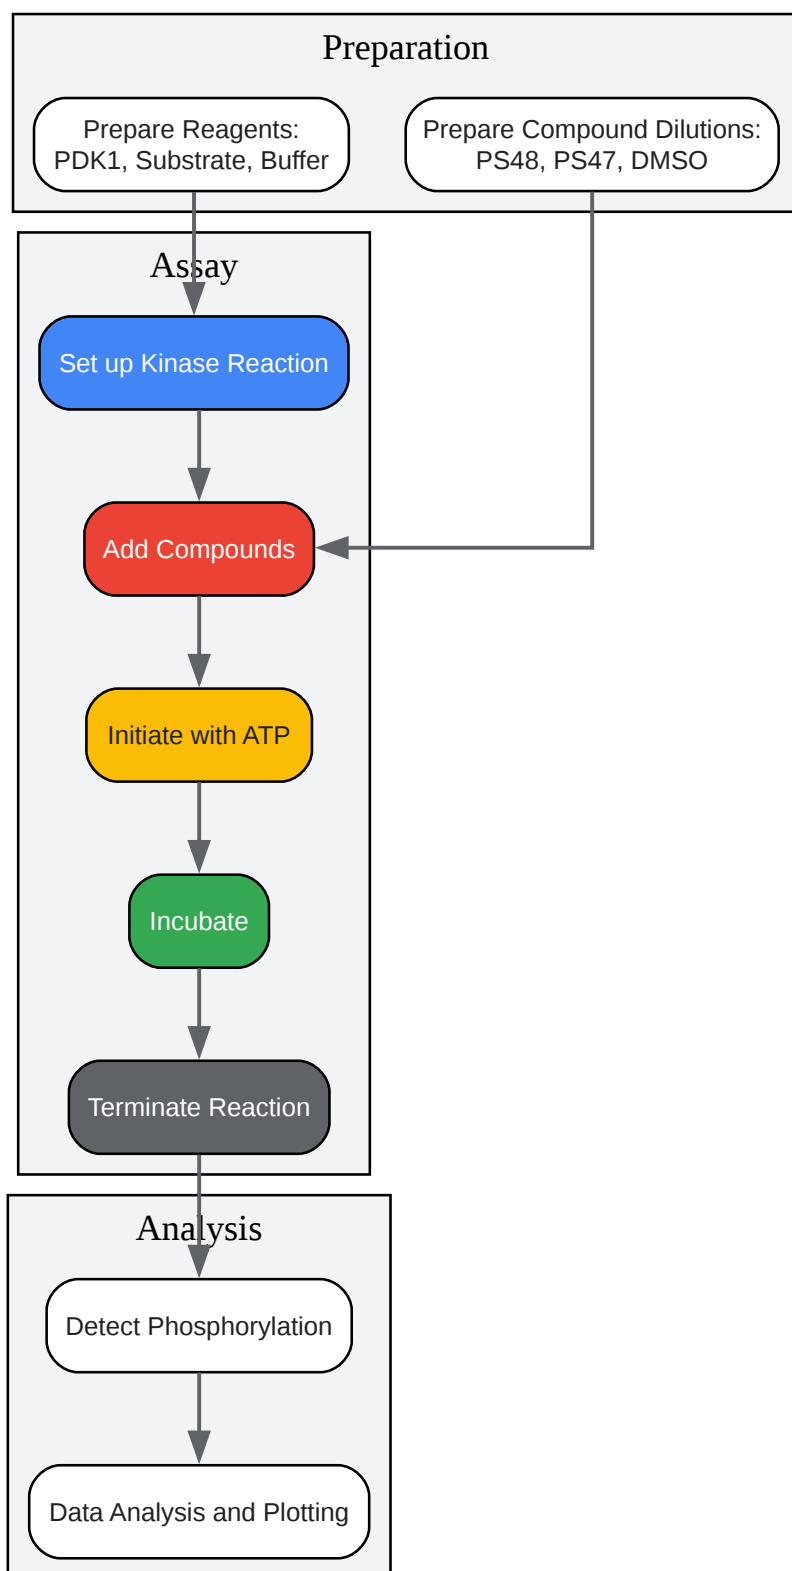 Preparation
Prepare Reagents:
PDK1, Substrate, Buffer
Prepare Compound Dilutions:
PS48, PS47, DMSO
Assay
Set up Kinase Reaction
Add Compounds
Initiate with ATP
Incubate
Terminate Reaction
Analysis
Detect Phosphorylation
Data Analysis and Plotting